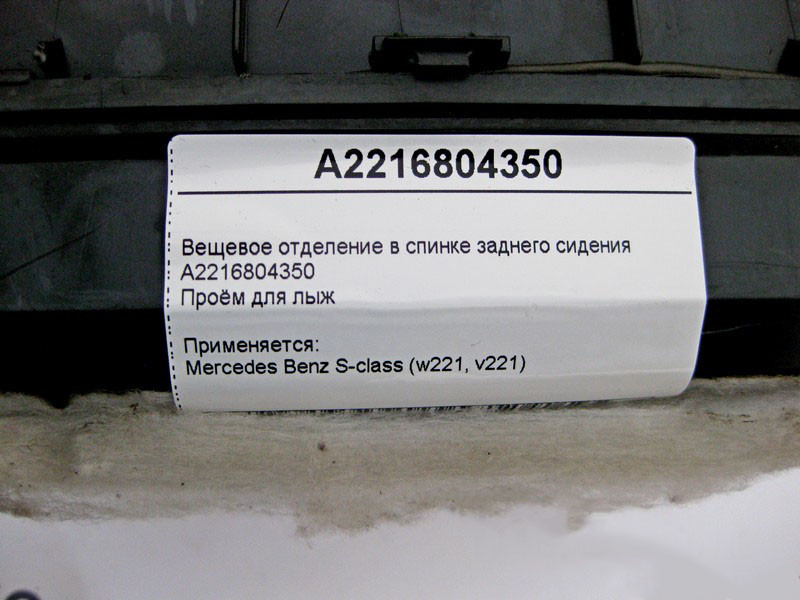 A2216804350
Вещевое отделение в спинке заднего сидения
A2216804350
Проём для лыж
Применяется:
Mercedes Benz S-class (w221, v221)